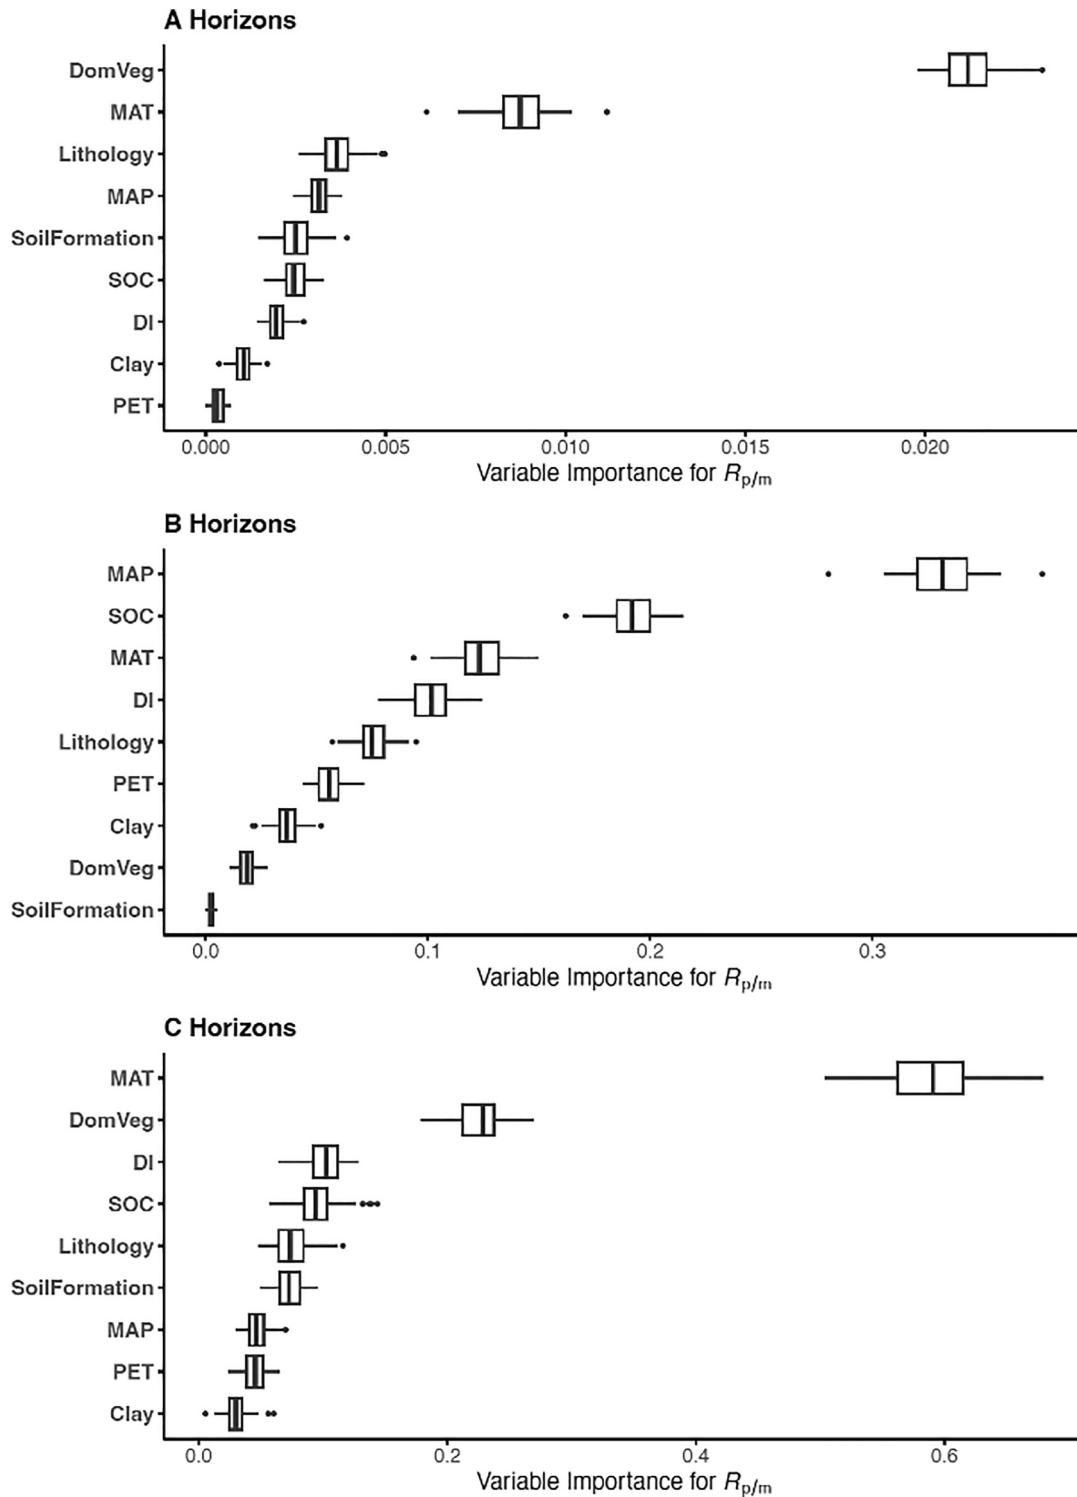 A Horizons
DomVeg
MAT
Lithology
MAP
SoilFormation
SOC
DI
Clay
PET
0.000 0.005 0.010 0.015 0.020
Variable Importance for Rp/m
B Horizons
MAP
SOC
MAT
DI
Lithology
PET
Clay
DomVeg
SoilFormation
0.0 0.1 0.2 0.3
Variable Importance for Rp/m
C Horizons
MAT
DomVeg
DI
SOC
Lithology
SoilFormation
MAP
PET
Clay
0.0 0.2 0.4 0.6
Variable Importance for Rp/m